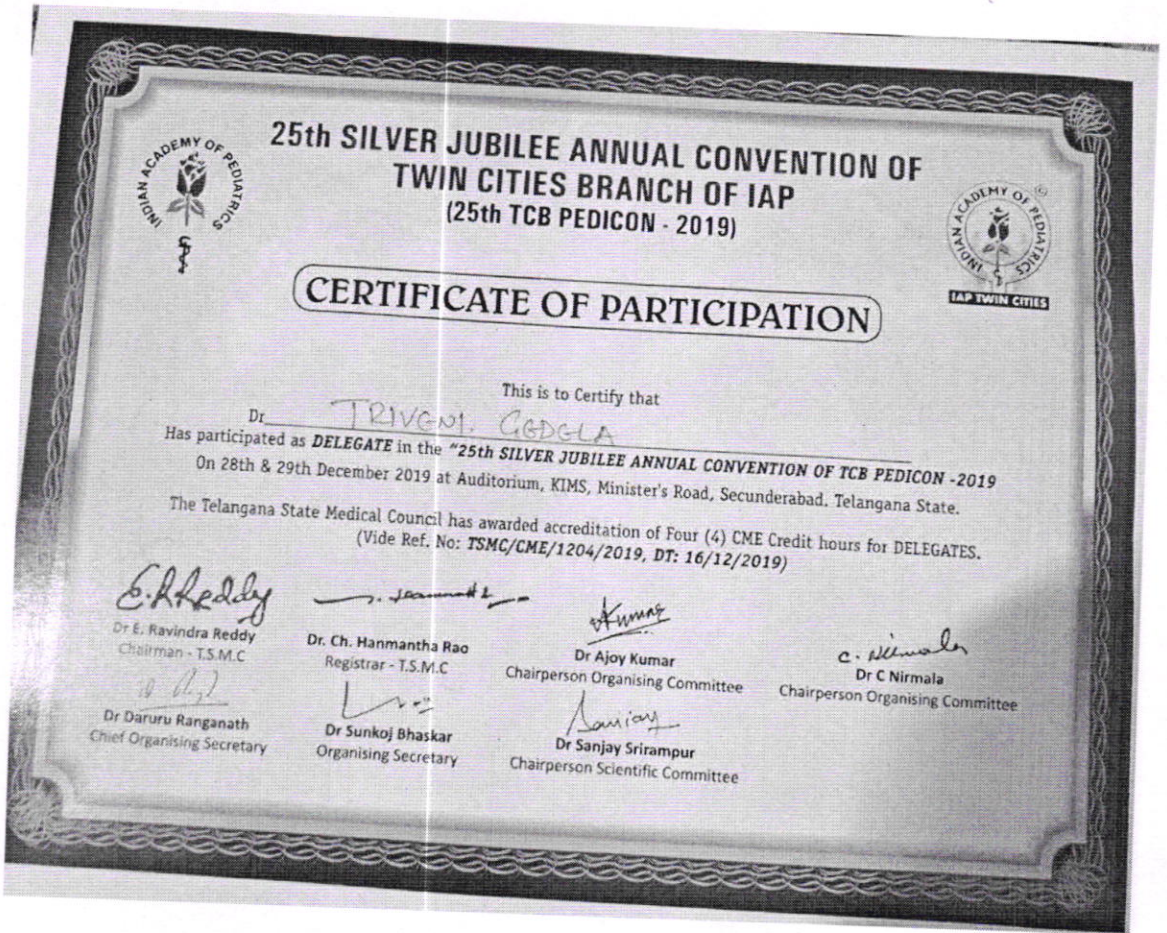 INDIAN ACADEMY OF PEDIATRICS
25th SILVER JUBILEE ANNUAL CONVENTION OF
TWIN CITIES BRANCH OF IAP
(25th TCB PEDICON - 2019)
INDIAN ACADEMY OF PEDIATRICS
IAP TWIN CITIES
CERTIFICATE OF PARTICIPATION
This is to Certify that
Dr TRIVENI. GEDELA
Has participated as DELEGATE in the "25th SILVER JUBILEE ANNUAL CONVENTION OF TCB PEDICON -2019
On 28th & 29th December 2019 at Auditorium, KIMS, Minister's Road, Secunderabad. Telangana State.
The Telangana State Medical Council has awarded accreditation of Four (4) CME Credit hours for DELEGATES.
(Vide Ref. No: TSMC/CME/1204/2019, DT: 16/12/2019)
E.R.Reddy
Dr E. Ravindra Reddy
Chairman - T.S.M.C
Dr. Ch. Hanmantha Rao
Registrar - T.S.M.C
Kumar
Dr Ajoy Kumar
Chairperson Organising Committee
C. Nirmala
Dr C Nirmala
Chairperson Organising Committee
Dr Daruru Ranganath
Chief Organising Secretary
Dr Sunkoj Bhaskar
Organising Secretary
Sanjay
Dr Sanjay Srirampur
Chairperson Scientific Committee